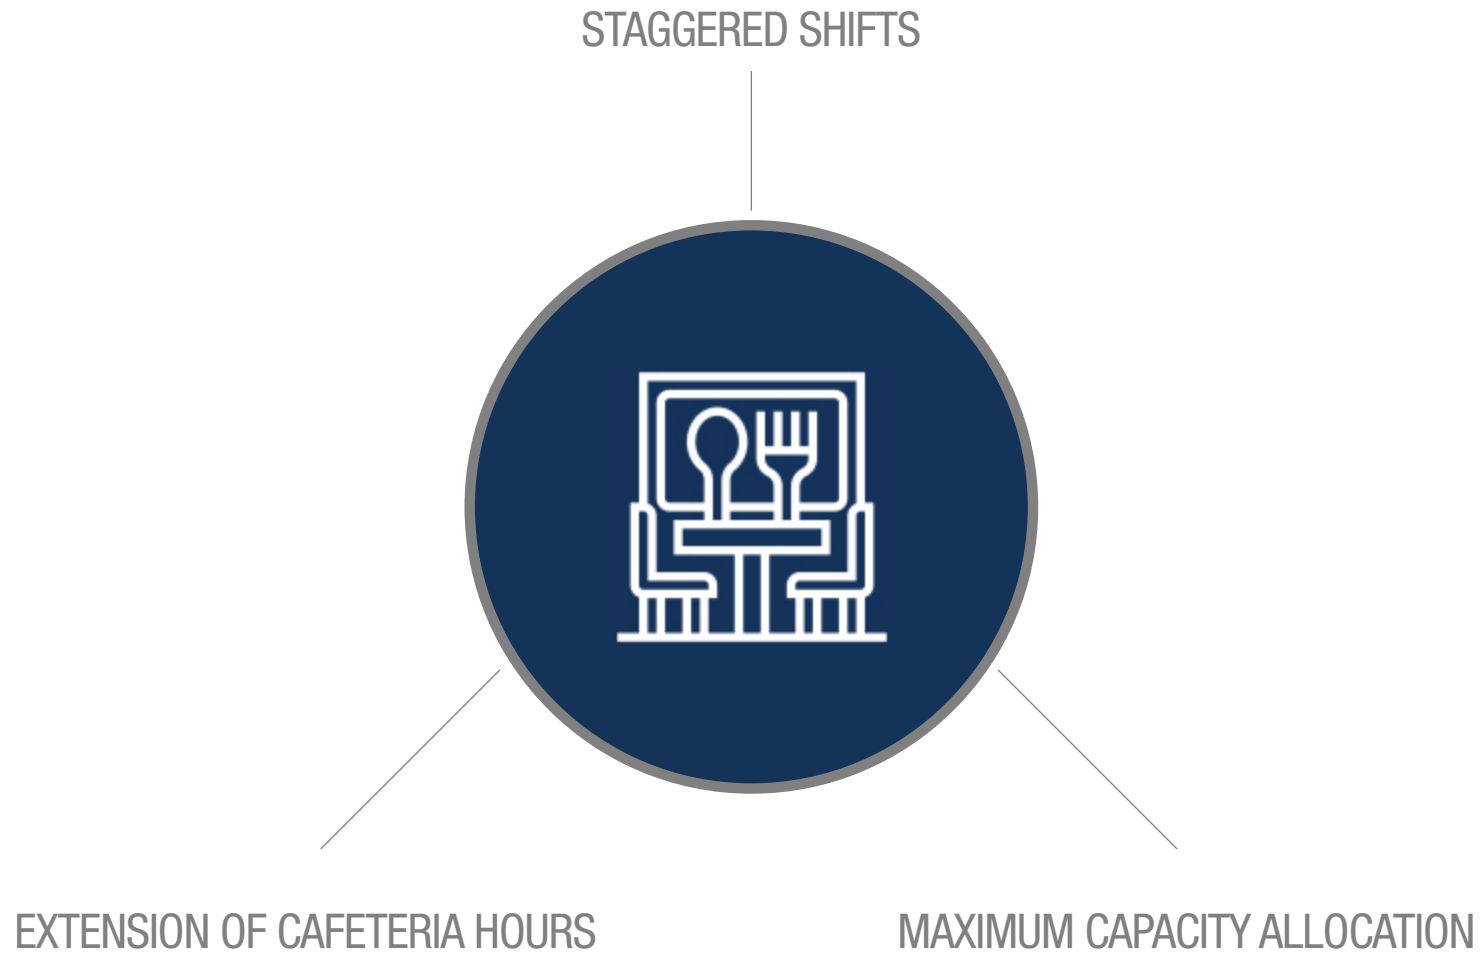 STAGGERED SHIFTS
EXTENSION OF CAFETERIA HOURS
MAXIMUM CAPACITY ALLOCATION